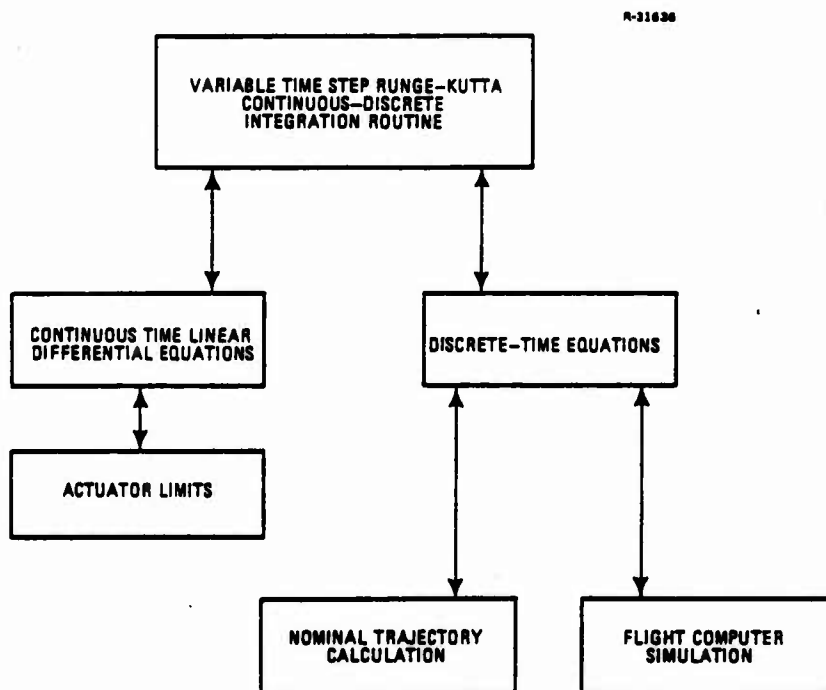 R-31636
VARIABLE TIME STEP RUNGE-KUTTA
CONTINUOUS-DISCRETE
INTEGRATION ROUTINE
CONTINUOUS TIME LINEAR
DIFFERENTIAL EQUATIONS
DISCRETE-TIME EQUATIONS
ACTUATOR LIMITS
NOMINAL TRAJECTORY
CALCULATION
FLIGHT COMPUTER
SIMULATION